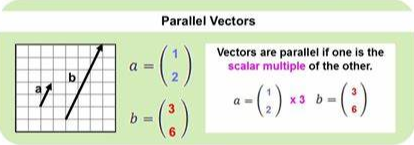 Parallel Vectors
a
b
a = (1
2)
b = (3
6)
Vectors are parallel if one is the
scalar multiple of the other.
a = (1
2) x 3 b = (3
6)